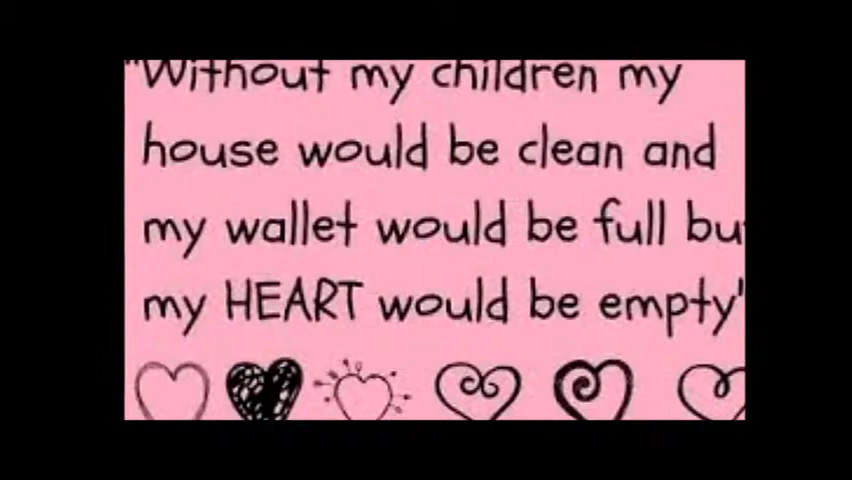 "Without my children my
house would be clean and
my wallet would be full but
my HEART would be empty"